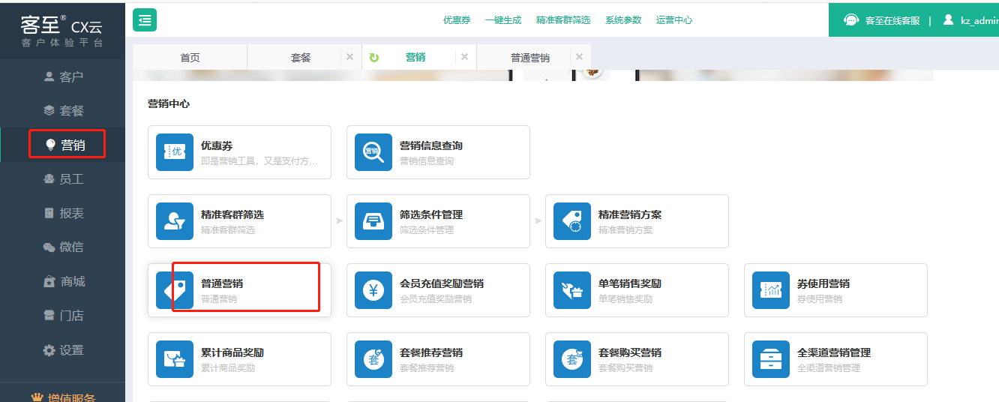 客至® CX云
客户体验平台
优惠券 一键生成 精准客群筛选 系统参数 运营中心
客至在线客服 | kz_admin
首页 套餐 营销 普通营销
客户
套餐
营销
员工
报表
微信
商城
门店
设置
增值服务
营销中心
优
优惠券
即是营销工具，又是支付方...
营销
营销信息查询
营销信息查询
精准客群筛选
精准客群筛选
筛选条件管理
筛选条件管理
精准营销方案
精准营销方案
普通营销
普通营销
¥
会员充值奖励营销
会员充值奖励营销
单笔销售奖励
单笔销售奖励
券使用营销
券使用营销
累计商品奖励
累计商品奖励
套
套餐推荐营销
套餐推荐营销
套
套餐购买营销
套餐购买营销
全渠道营销管理
全渠道营销管理